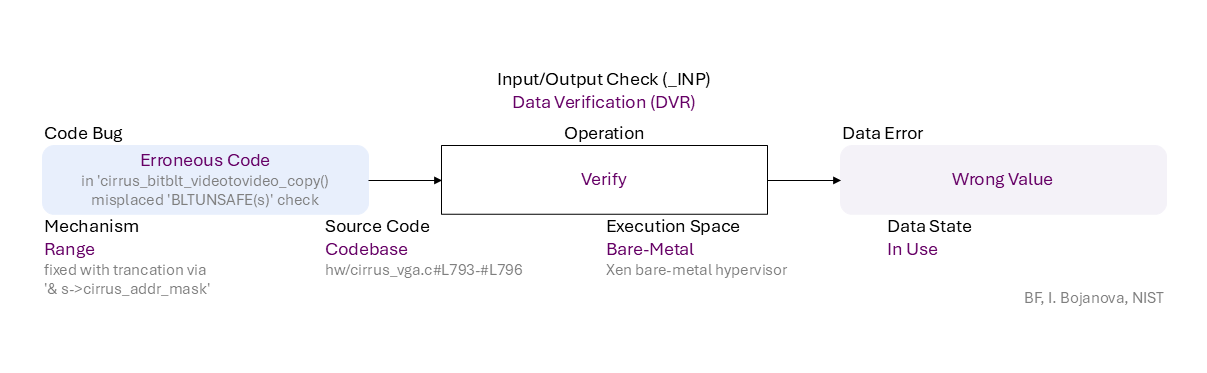 Input/Output Check (_INP)
Data Verification (DVR)
Code Bug
Operation
Data Error
Erroneous Code
in 'cirrus_bitblt_videotovideo_copy()
misplaced 'BLTUNSAFE(s)' check
Verify
Wrong Value
Mechanism
Range
fixed with trancation via
'& s->cirrus_addr_mask'
Source Code
Codebase
hw/cirrus_vga.c#L793-#L796
Execution Space
Bare-Metal
Xen bare-metal hypervisor
Data State
In Use
BF, I. Bojanova, NIST